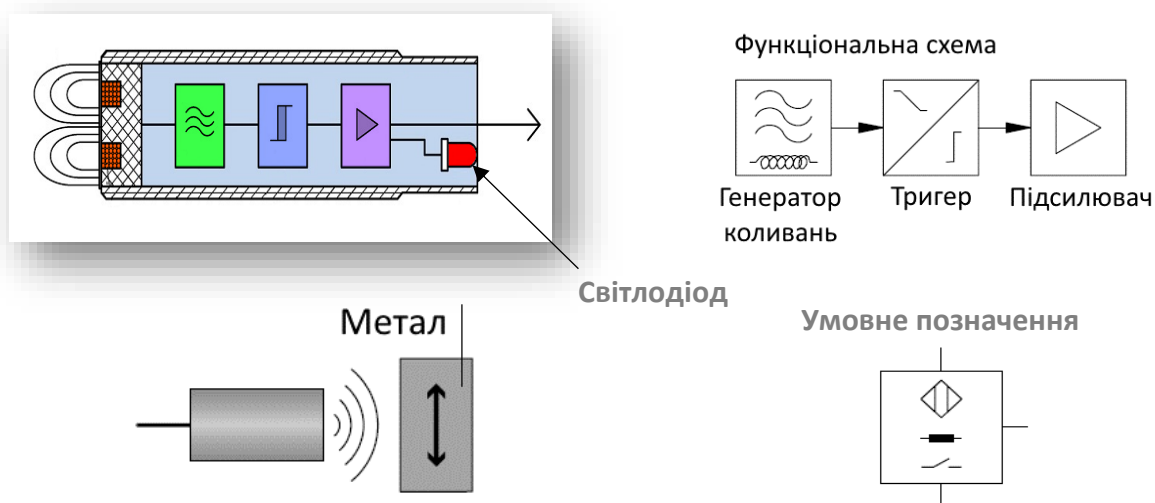 Функціональна схема
Генератор
коливань
Тригер
Підсилювач
Світлодіод
Метал
Умовне позначення